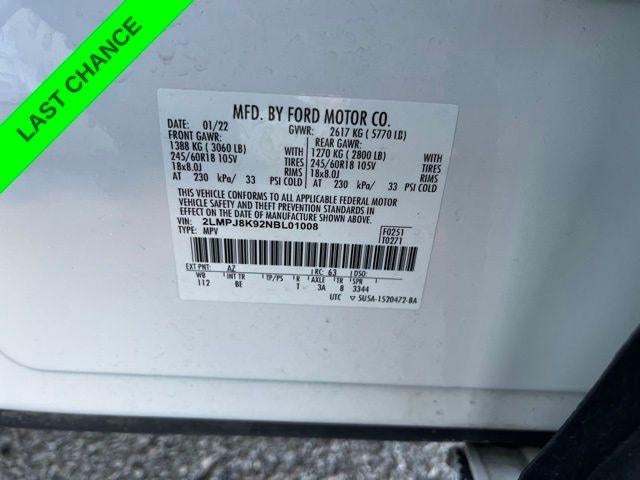 LAST CHANCE
MFD. BY FORD MOTOR CO.
DATE: 01/22 GVWR: 2617 KG ( 5770 LB)
FRONT GAWR: REAR GAWR:
1388 KG ( 3060 LB) WITH 1270 KG ( 2800 LB) WITH
245/60R18 105V TIRES 245/60R18 105V TIRES
18x8.0J RIMS 18x8.0J RIMS
AT 230 kPa/ 33 PSI COLD AT 230 kPa/ 33 PSI COLD
THIS VEHICLE CONFORMS TO ALL APPLICABLE FEDERAL MOTOR
VEHICLE SAFETY AND THEFT PREVENTION STANDARDS IN
EFFECT ON THE DATE OF MANUFACTURE SHOWN ABOVE.
VIN: 2LMPJ8K92NBL01008 F0251
TYPE: MPV T0271
EXT PNT: AZ RC: 63 DSO:
WB INT TR TP/PS R AXLE TR SPR
112 BE T 3A 8 3344
UTC ▽ 5U5A-1520472-BA